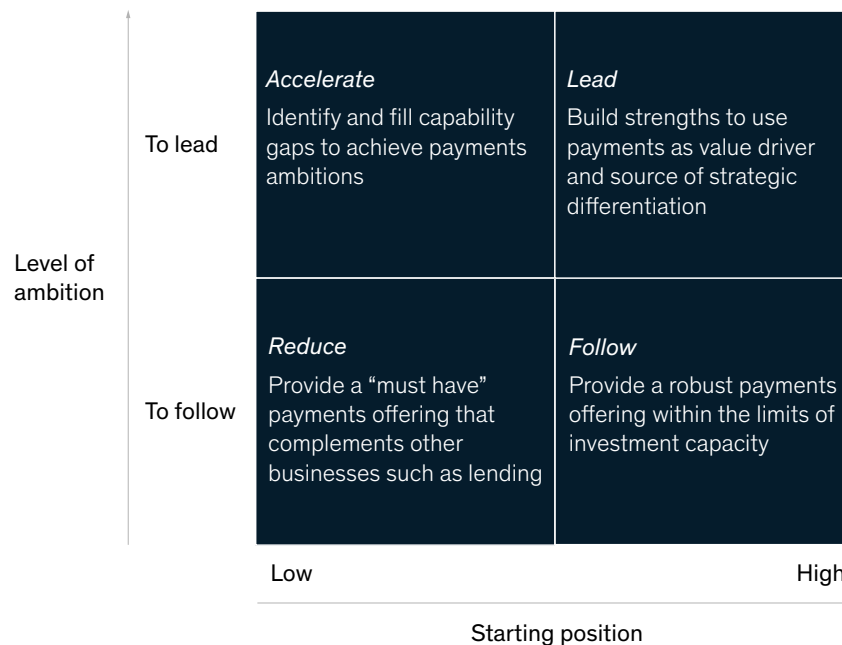 To lead
Accelerate
Identify and fill capability
gaps to achieve payments
ambitions
Lead
Build strengths to use
payments as value driver
and source of strategic
differentiation
Level of
ambition
To follow
Reduce
Provide a “must have”
payments offering that
complements other
businesses such as lending
Follow
Provide a robust payments
offering within the limits of
investment capacity
Low
High
Starting position